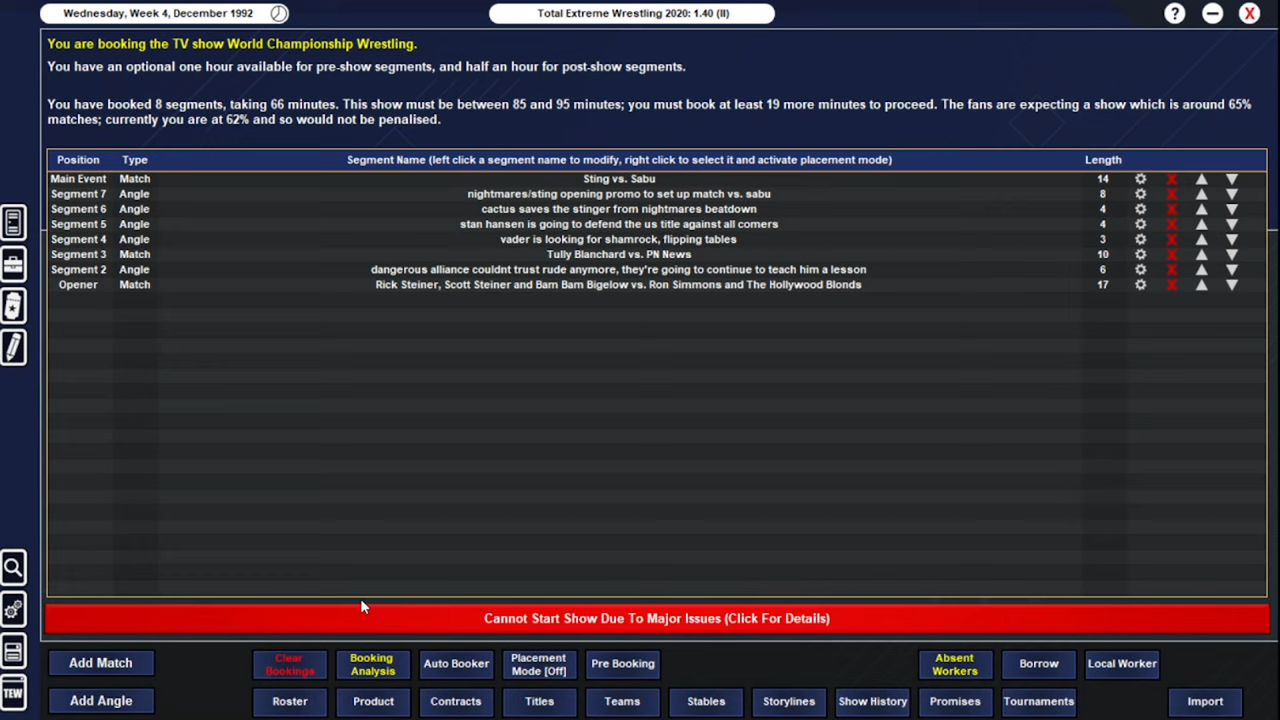 Wednesday, Week 4, December 1992
Total Extreme Wrestling 2020: 1.40 (II)
? X
You are booking the TV show World Championship Wrestling.
You have an optional one hour available for pre-show segments, and half an hour for post-show segments.
You have booked 8 segments, taking 66 minutes. This show must be between 85 and 95 minutes; you must book at least 19 more minutes to proceed. The fans are expecting a show which is around 65%
matches; currently you are at 62% and so would not be penalised.
Position Type Segment Name (left click a segment name to modify, right click to select it and activate placement mode) Length
Main Event Match Sting vs. Sabu 14 X
Segment 7 Angle nightmares/sting opening promo to set up match vs. sabu 8 X
Segment 6 Angle cactus saves the stinger from nightmares beatdown 4 X
Segment 5 Angle stan hansen is going to defend the us title against all comers 4 X
Segment 4 Angle vader is looking for shamrock, flipping tables 3 X
Segment 3 Match Tully Blanchard vs. PN News 10 X
Segment 2 Angle dangerous alliance couldnt trust rude anymore, they're going to continue to teach him a lesson 6 X
Opener Match Rick Steiner, Scott Steiner and Bam Bam Bigelow vs. Ron Simmons and The Hollywood Blonds 17 X
Cannot Start Show Due To Major Issues (Click For Details)
Add Match Clear Bookings Booking Analysis Auto Booker Placement Mode [Off] Pre Booking Absent Workers Borrow Local Worker
TEW Add Angle Roster Product Contracts Titles Teams Stables Storylines Show History Promises Tournaments Import